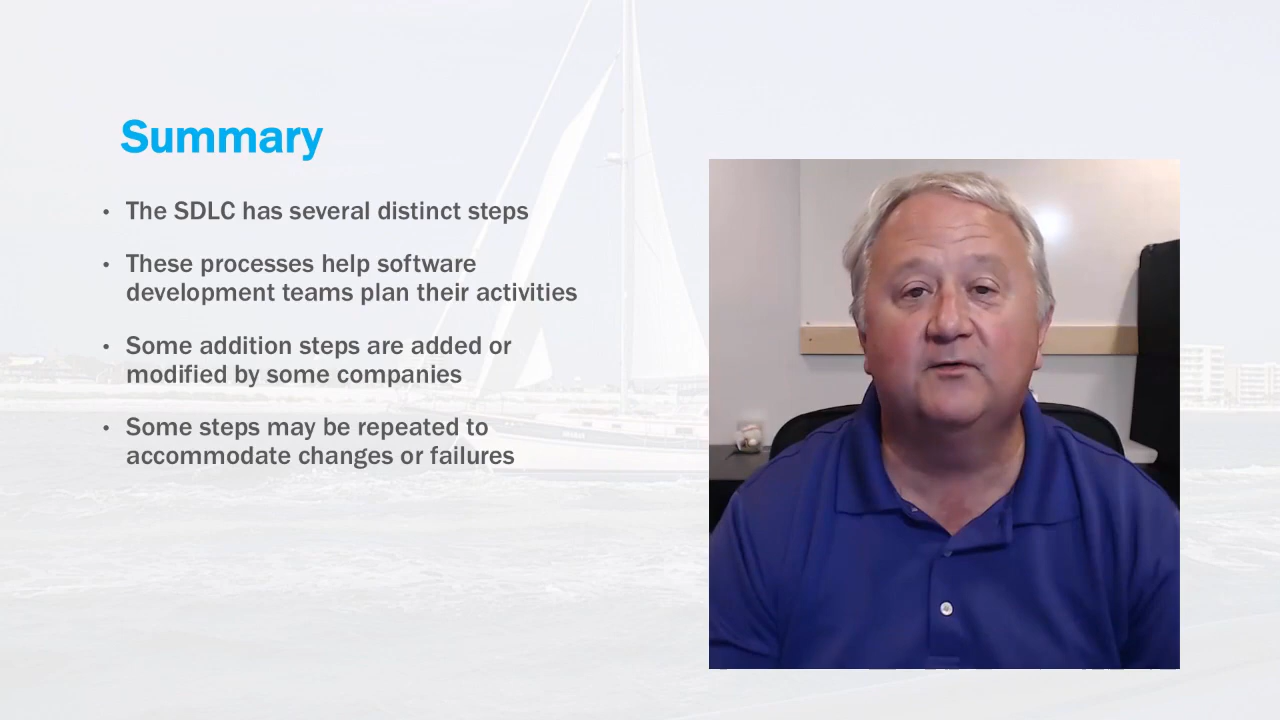 Summary
• The SDLC has several distinct steps
• These processes help software
development teams plan their activities
• Some addition steps are added or
modified by some companies
• Some steps may be repeated to
accommodate changes or failures